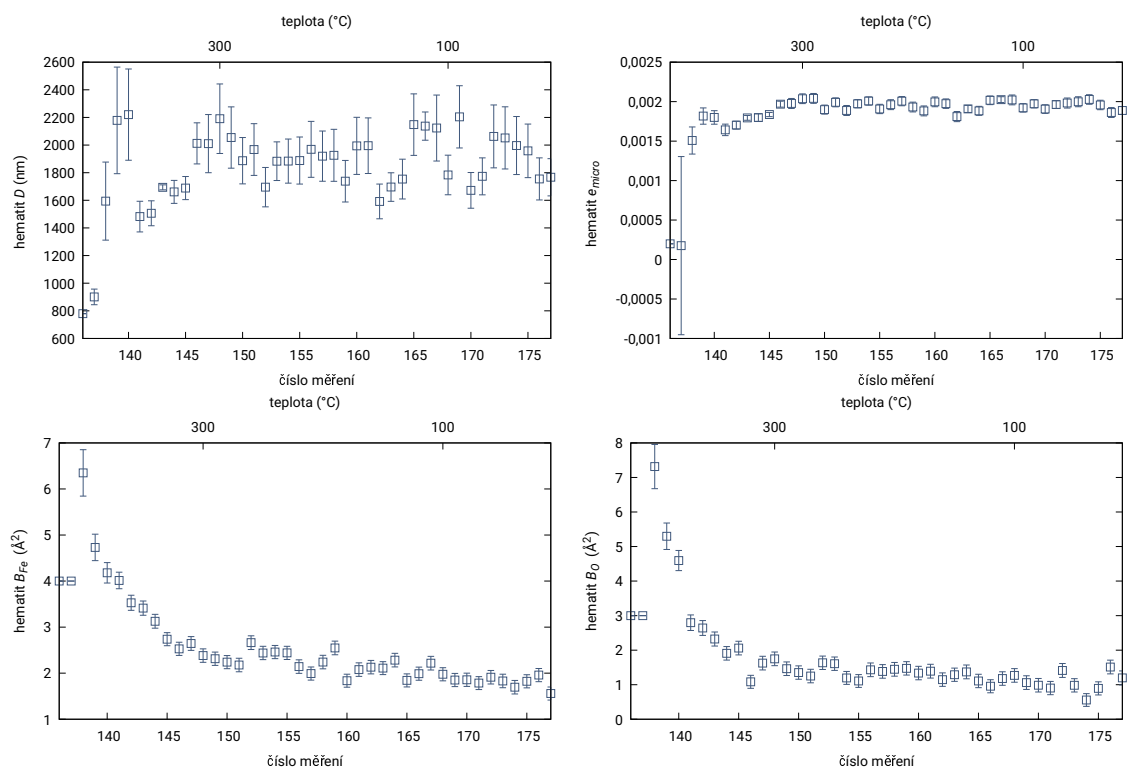 teplota (°C)
300 100
2600
2400
2200
2000
1800
1600
1400
1200
1000
800
600
hematit D (nm)
140 145 150 155 160 165 170 175
číslo měření
teplota (°C)
300 100
0,0025
0,002
0,0015
0,001
0,0005
0
-0,0005
-0,001
hematit e_micro
140 145 150 155 160 165 170 175
číslo měření
teplota (°C)
300 100
7
6
5
4
3
2
1
hematit B_Fe (Å²)
140 145 150 155 160 165 170 175
číslo měření
teplota (°C)
300 100
8
7
6
5
4
3
2
1
0
hematit B_O (Å²)
140 145 150 155 160 165 170 175
číslo měření